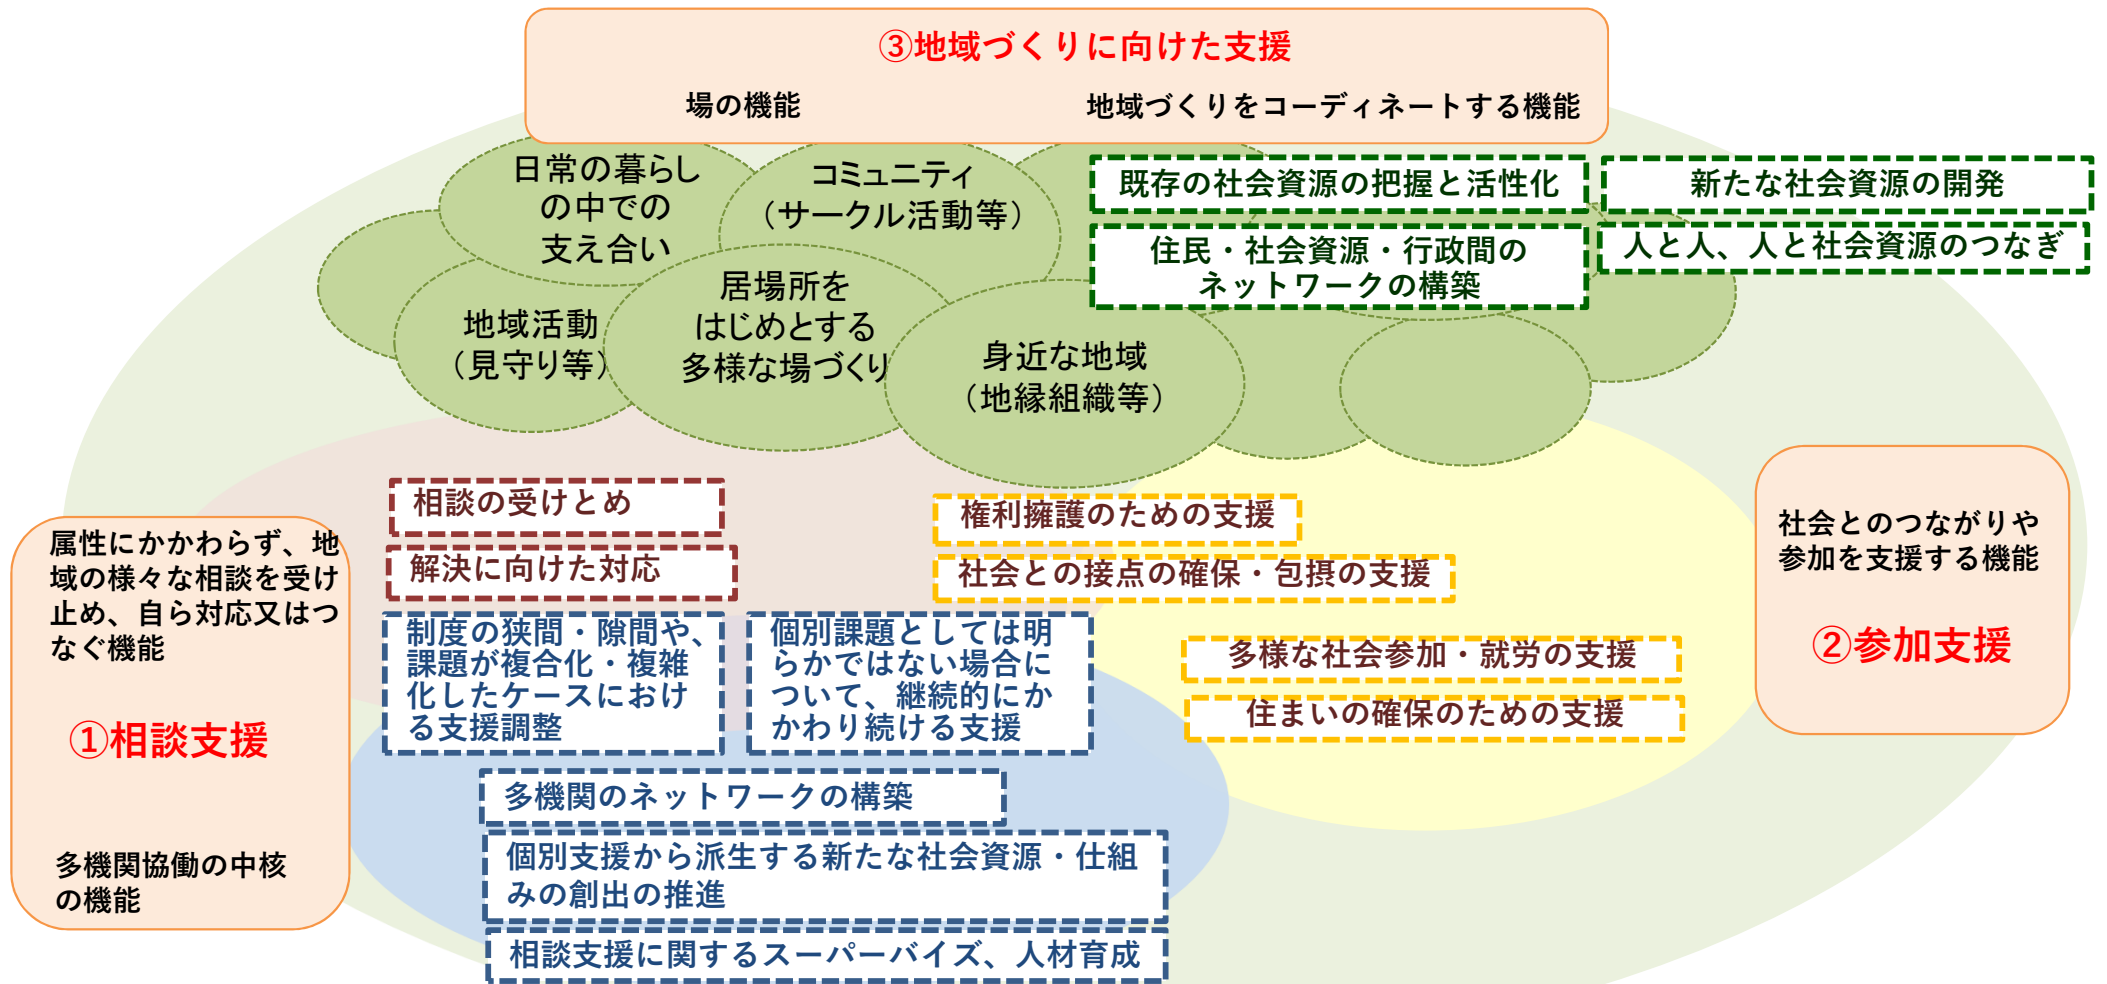 ③地域づくりに向けた支援
場の機能
地域づくりをコーディネートする機能
日常の暮らし
の中での
支え合い
コミュニティ
（サークル活動等）
地域活動
（見守り等）
居場所を
はじめとする
多様な場づくり
身近な地域
（地縁組織等）
既存の社会資源の把握と活性化
新たな社会資源の開発
住民・社会資源・行政間の
ネットワークの構築
人と人、人と社会資源のつなぎ
属性にかかわらず、地
域の様々な相談を受け
止め、自ら対応又はつ
なぐ機能
①相談支援
多機関協働の中核
の機能
相談の受けとめ
解決に向けた対応
制度の狭間・隙間や、
課題が複合化・複雑
化したケースにおけ
る支援調整
個別課題としては明
らかではない場合に
ついて、継続的にか
かわり続ける支援
多機関のネットワークの構築
個別支援から派生する新たな社会資源・仕組
みの創出の推進
相談支援に関するスーパーバイズ、人材育成
権利擁護のための支援
社会との接点の確保・包摂の支援
多様な社会参加・就労の支援
住まいの確保のための支援
社会とのつながりや
参加を支援する機能
②参加支援